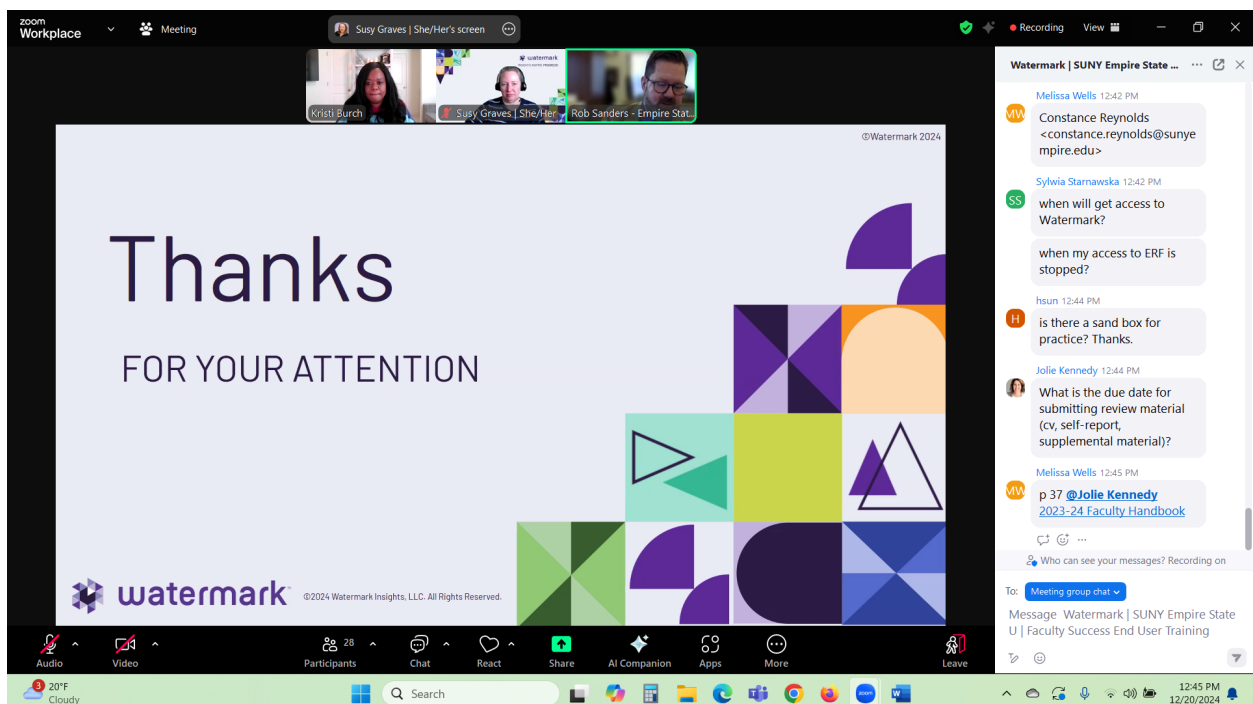 zoom
Workplace
Meeting
Susy Graves | She/Her's screen
Recording
View
Kristi Burch
watermark
Susy Graves | She/Her
Rob Sanders - Empire Stat...
©Watermark 2024
Thanks
FOR YOUR ATTENTION
watermark
©2024 Watermark Insights, LLC. All Rights Reserved.
Watermark | SUNY Empire State ...
Melissa Wells 12:42 PM
MW
Constance Reynolds
<constance.reynolds@sunye
mpire.edu>
Sylwia Starnawska 12:42 PM
SS
when will get access to
Watermark?
when my access to ERF is
stopped?
hsun 12:44 PM
H
is there a sand box for
practice? Thanks.
Jolie Kennedy 12:44 PM
What is the due date for
submitting review material
(cv, self-report,
supplemental material)?
Melissa Wells 12:45 PM
MW
p 37 @Jolie Kennedy
2023-24 Faculty Handbook
Who can see your messages? Recording on
To: Meeting group chat
Message Watermark | SUNY Empire State
U | Faculty Success End User Training
Audio
Video
28
Participants
Chat
React
Share
AI Companion
Apps
More
Leave
3
20°F
Cloudy
Search
zoom
12:45 PM
12/20/2024